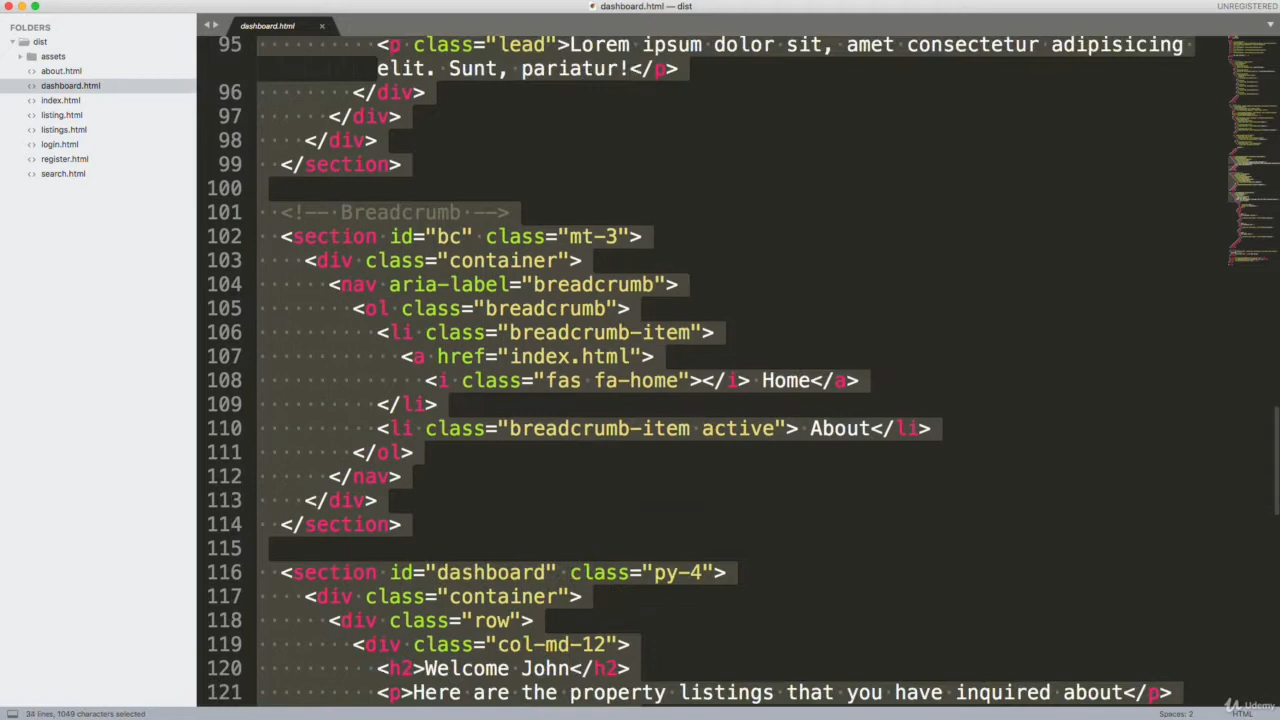 dashboard.html — dist
UNREGISTERED
FOLDERS
dist
assets
about.html
dashboard.html
index.html
listing.html
listings.html
login.html
register.html
search.html
dashboard.html ×
95 <p class="lead">Lorem ipsum dolor sit, amet consectetur adipisicing
elit. Sunt, pariatur!</p>
96 </div>
97 </div>
98 </div>
99 </section>
100
101 <!-- Breadcrumb -->
102 <section id="bc" class="mt-3">
103 <div class="container">
104 <nav aria-label="breadcrumb">
105 <ol class="breadcrumb">
106 <li class="breadcrumb-item">
107 <a href="index.html">
108 <i class="fas fa-home"></i> Home</a>
109 </li>
110 <li class="breadcrumb-item active"> About</li>
111 </ol>
112 </nav>
113 </div>
114 </section>
115
116 <section id="dashboard" class="py-4">
117 <div class="container">
118 <div class="row">
119 <div class="col-md-12">
120 <h2>Welcome John</h2>
121 <p>Here are the property listings that you have inquired about</p>
34 lines, 1049 characters selected
Spaces: 2
HTML
Udemy